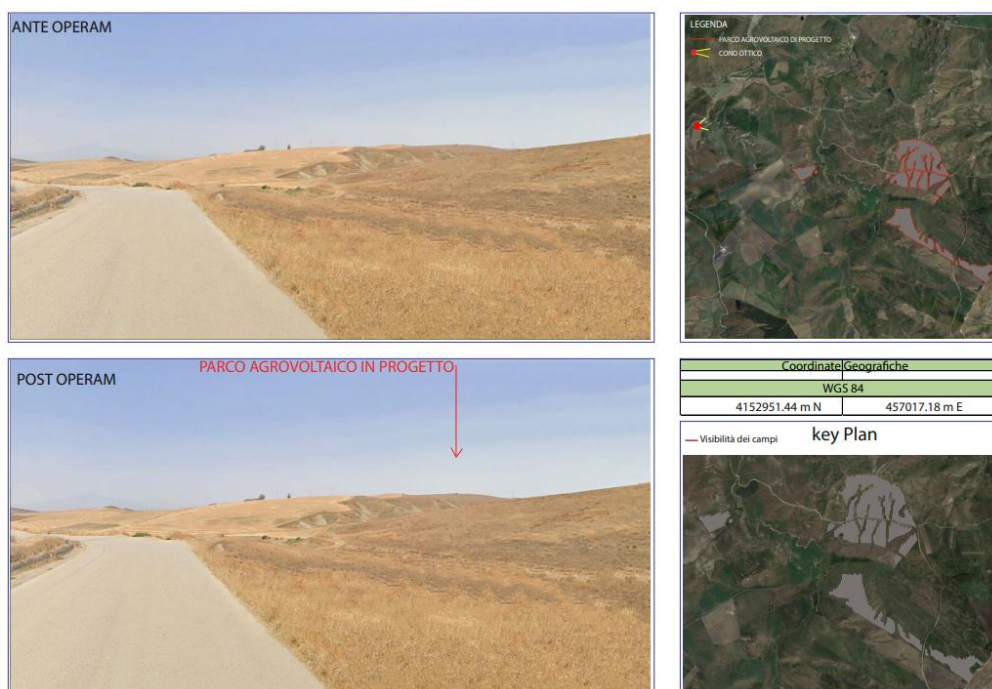 ANTE OPERAM
LEGENDA
PARCO AGROVOLTAICO DI PROGETTO
CONO OTTICO
POST OPERAM
PARCO AGROVOLTAICO IN PROGETTO
Coordinate Geografiche
WGS 84
4152951.44 m N 457017.18 m E
Visibilità dei campi
key Plan